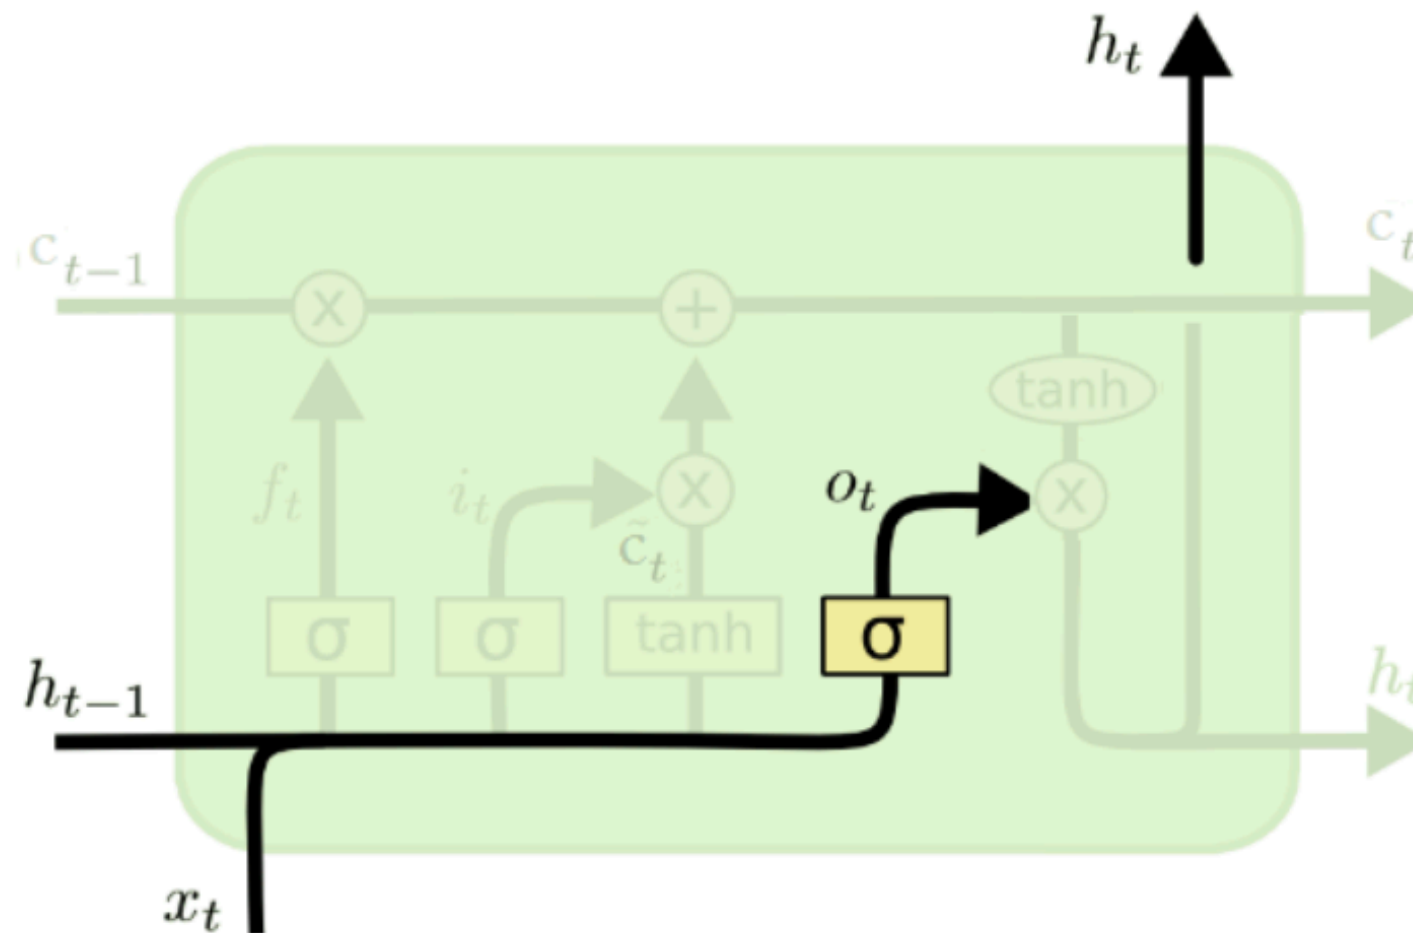 h_t
c_{t-1}
c_t
x
+
tanh
f_t
i_t
x
o_t
x
c̃_t
σ
σ
tanh
σ
h_{t-1}
h_t
x_t